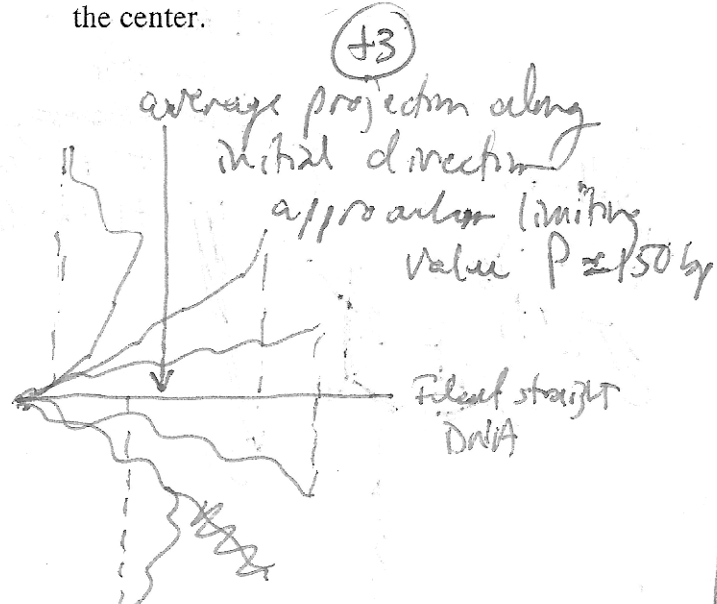 the center.
+3
average projection along
initial direction
approaches limiting
value P ≅ 150 bp
Ideal straight
DNA